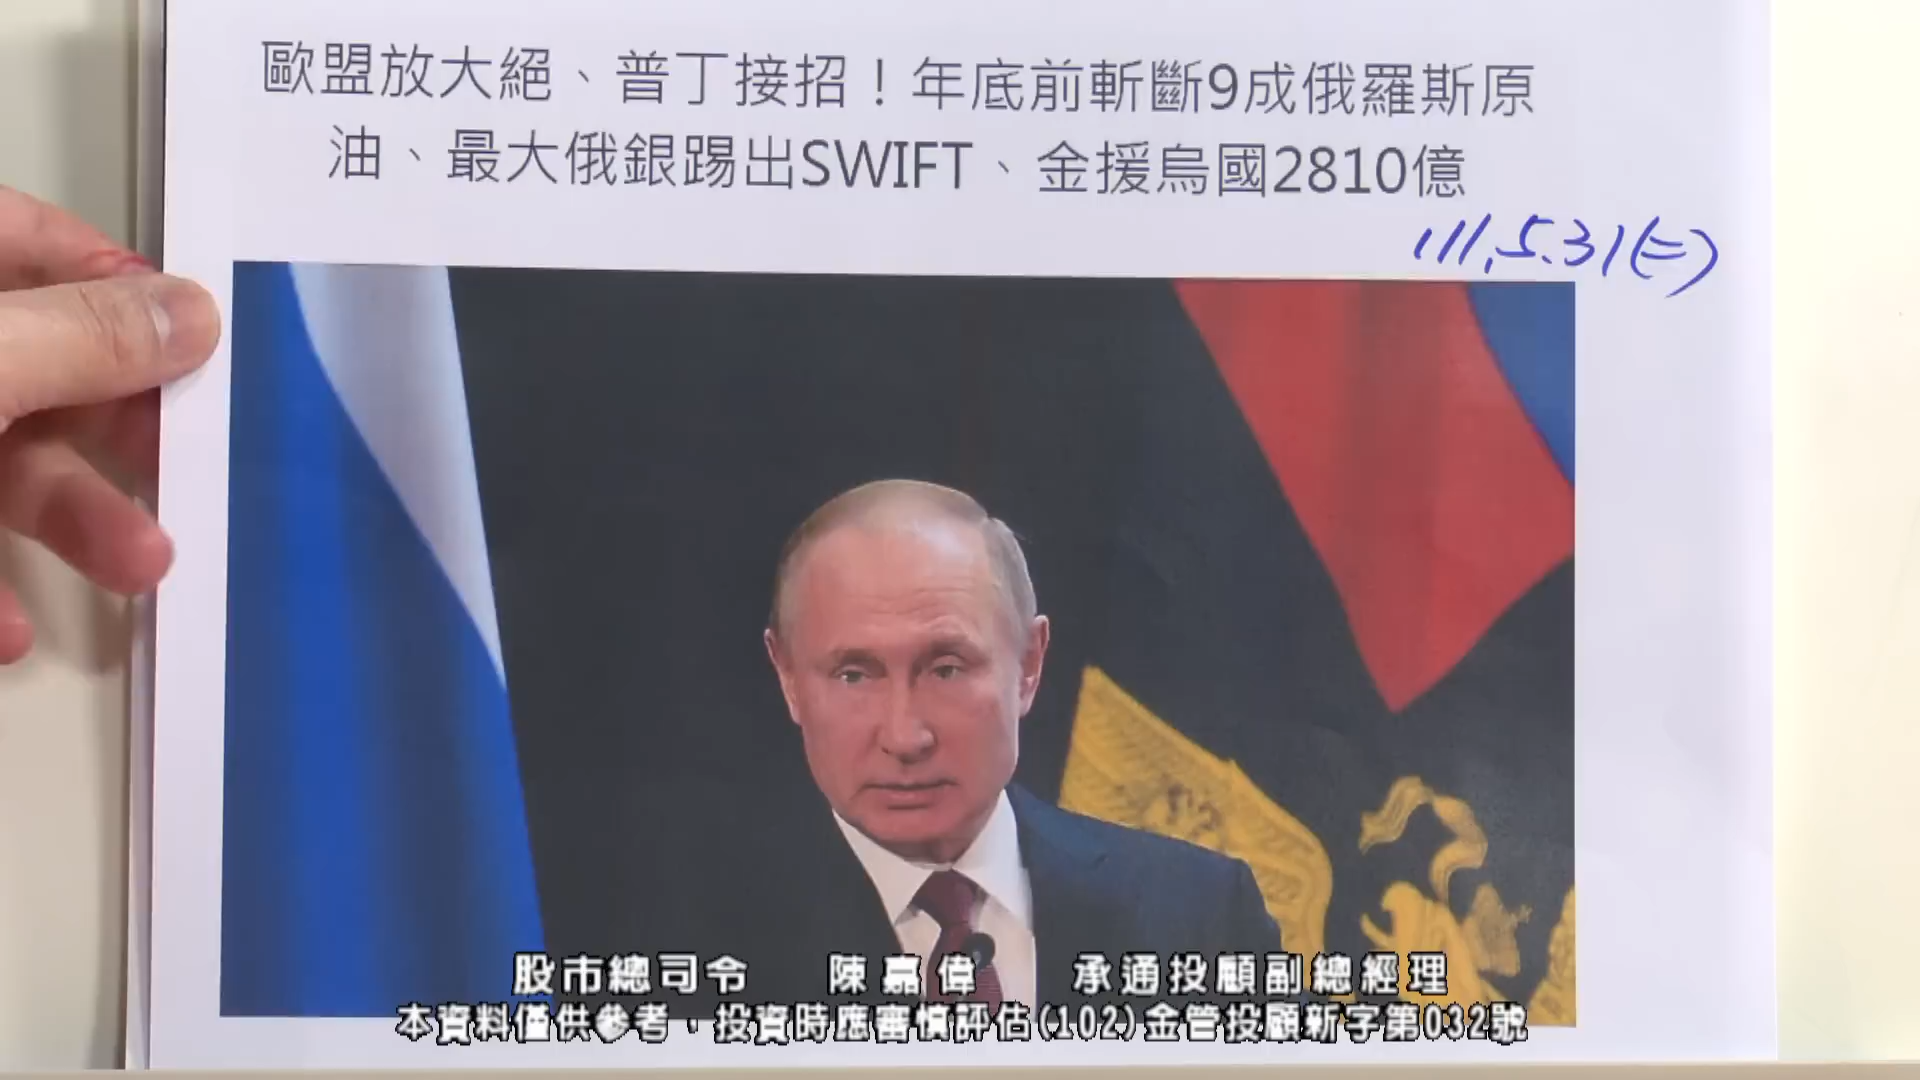 歐盟放大絕、普丁接招！年底前斬斷9成俄羅斯原
油、最大俄銀踢出SWIFT、金援烏國2810億
111.5.31(二)
股市總司令 陳嘉偉 承通投顧副總經理
本資料僅供參考，投資時應審慎評估(102)金管投顧新字第032號